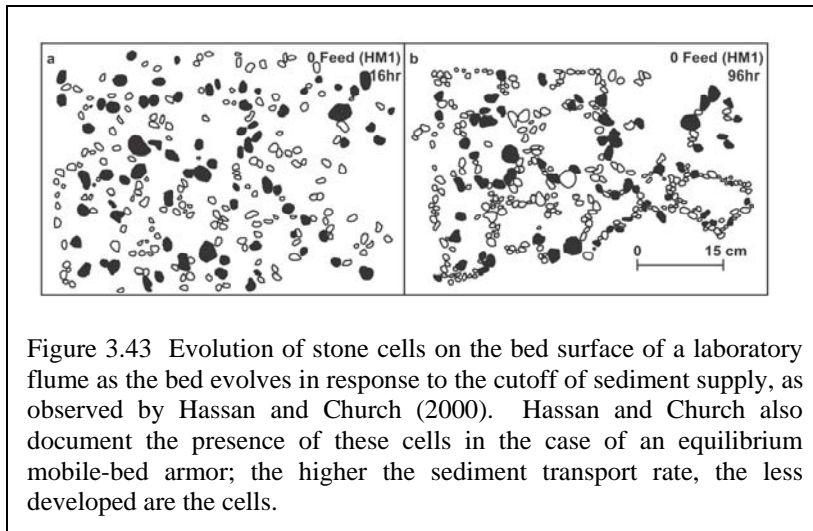 a
0 Feed (HM1)
16hr
b
0 Feed (HM1)
96hr
0
15 cm
Figure 3.43 Evolution of stone cells on the bed surface of a laboratory
flume as the bed evolves in response to the cutoff of sediment supply, as
observed by Hassan and Church (2000). Hassan and Church also
document the presence of these cells in the case of an equilibrium
mobile-bed armor; the higher the sediment transport rate, the less
developed are the cells.